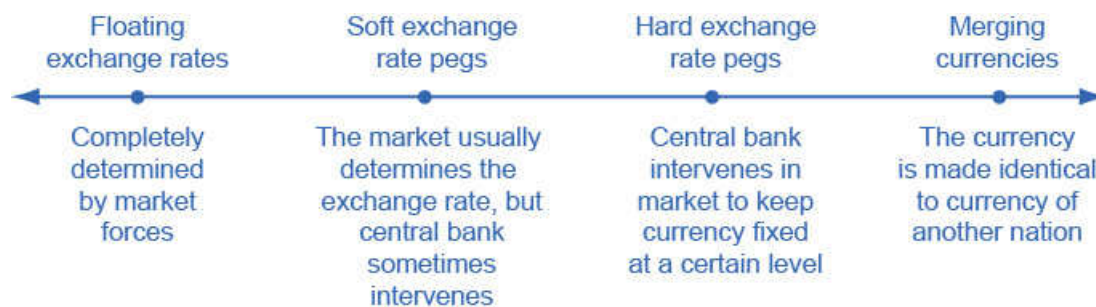 Floating
exchange rates
Soft exchange
rate pegs
Hard exchange
rate pegs
Merging
currencies
Completely
determined
by market
forces
The market usually
determines the
exchange rate, but
central bank
sometimes
intervenes
Central bank
intervenes in
market to keep
currency fixed
at a certain level
The currency
is made identical
to currency of
another nation